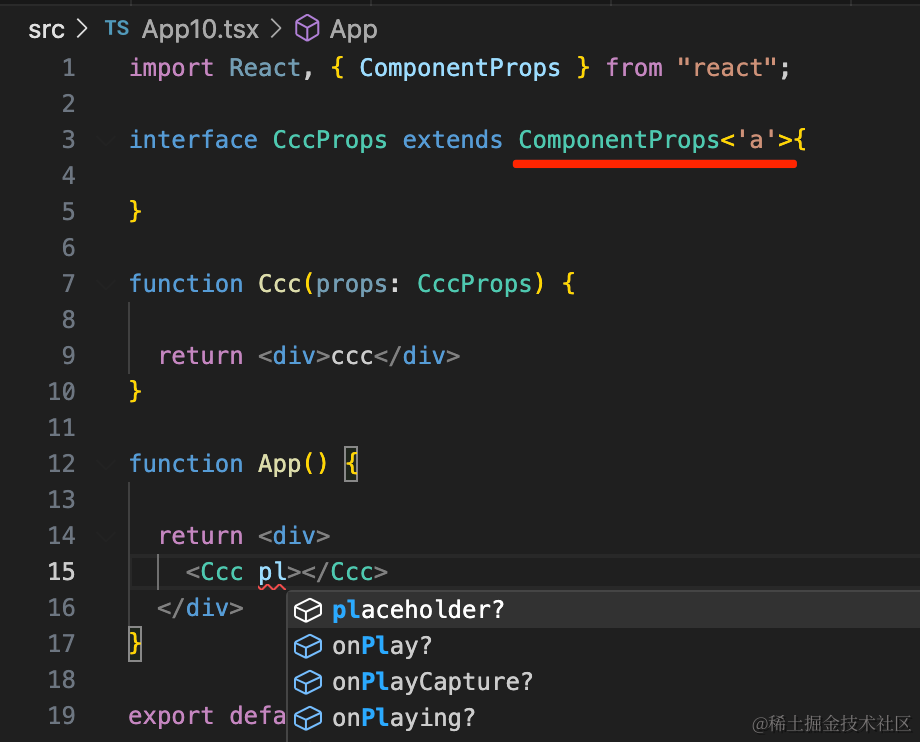 src > TS App10.tsx > App
1 import React, { ComponentProps } from "react";
2
3 interface CccProps extends ComponentProps<'a'>{
4
5 }
6
7 function Ccc(props: CccProps) {
8
9 return <div>ccc</div>
10 }
11
12 function App() {
13
14 return <div>
15 <Ccc pl></Ccc>
16 </div>
placeholder?
17 }
onPlay?
18
onPlayCapture?
19 export defa
onPlaying?
@稀土掘金技术社区